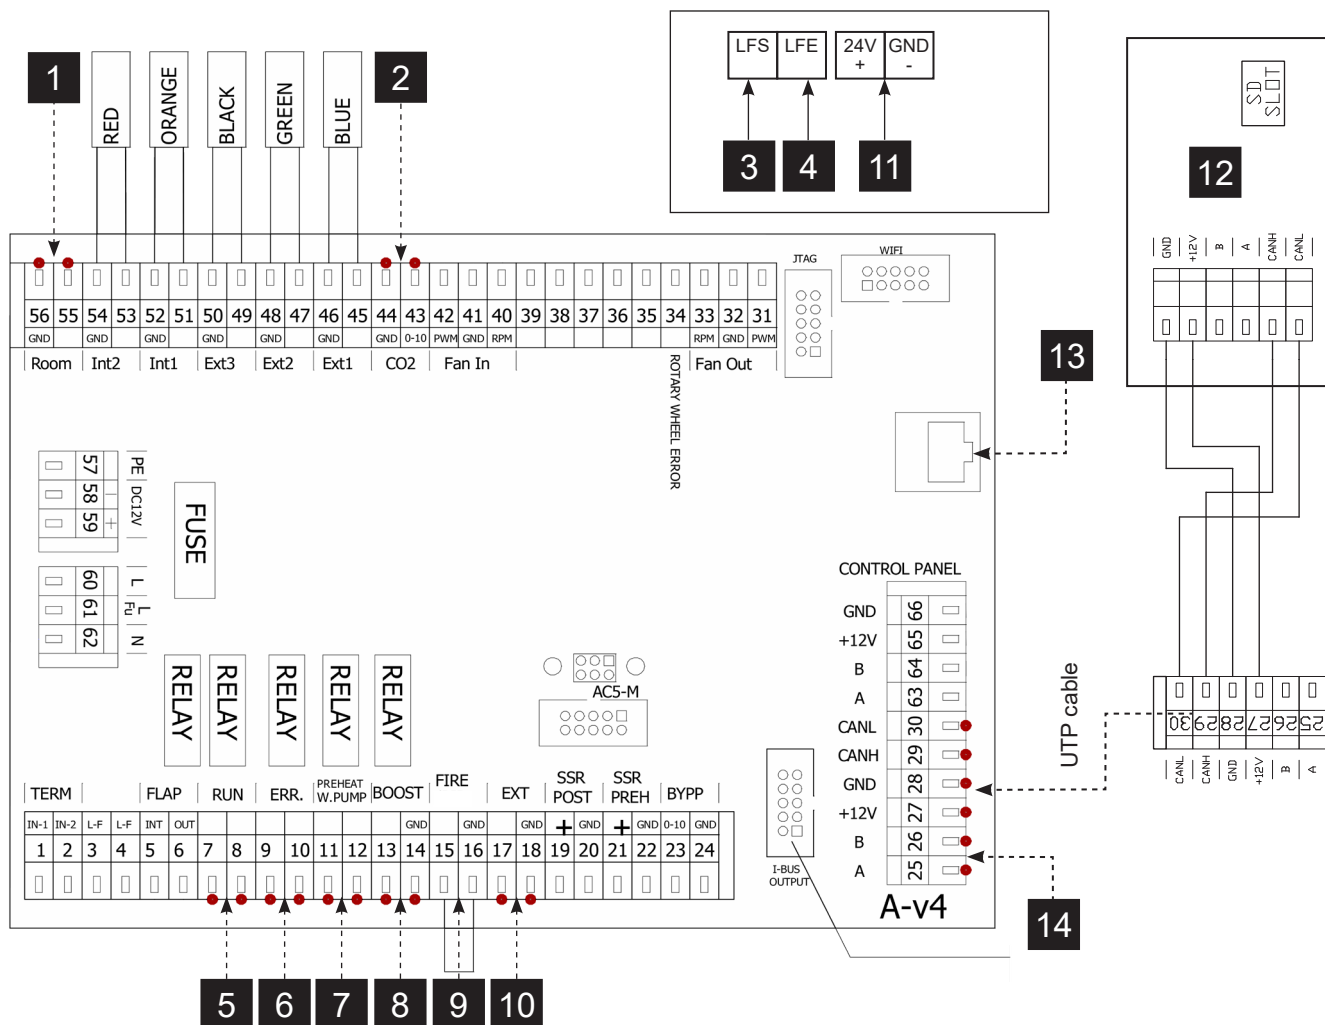 1
RED
ORANGE
BLACK
GREEN
BLUE
2
LFS LFE 24V + GND -
3 4 11
SD SLOT
12
GND +12V B A CANH CANL
JTAG
WIFI
56 55 54 53 52 51 50 49 48 47 46 45 44 43 42 41 40 39 38 37 36 35 34 33 32 31
GND GND GND GND GND GND GND 0-10 PWM GND RPM RPM GND PWM
Room Int2 Int1 Ext3 Ext2 Ext1 CO2 Fan In Fan Out
ROTARY WHEEL ERROR
13
57 PE
58 - DC12V
59 +
60 L
61 L Fu
62 N
FUSE
RELAY RELAY RELAY RELAY RELAY
AC5-M
CONTROL PANEL
GND 66
+12V 65
B 64
A 63
CANL 30
CANH 29
GND 28
+12V 27
B 26
A 25
A-v4
UTP cable
30 29 28 27 26 25
CANL CANH GND +12V B A
I-BUS
OUTPUT
14
TERM FLAP RUN ERR. PREHEAT W.PUMP BOOST FIRE EXT SSR POST SSR PREH BYPP
IN-1 IN-2 L-F L-F INT OUT GND GND GND + GND + GND 0-10 GND
1 2 3 4 5 6 7 8 9 10 11 12 13 14 15 16 17 18 19 20 21 22 23 24
5 6 7 8 9 10